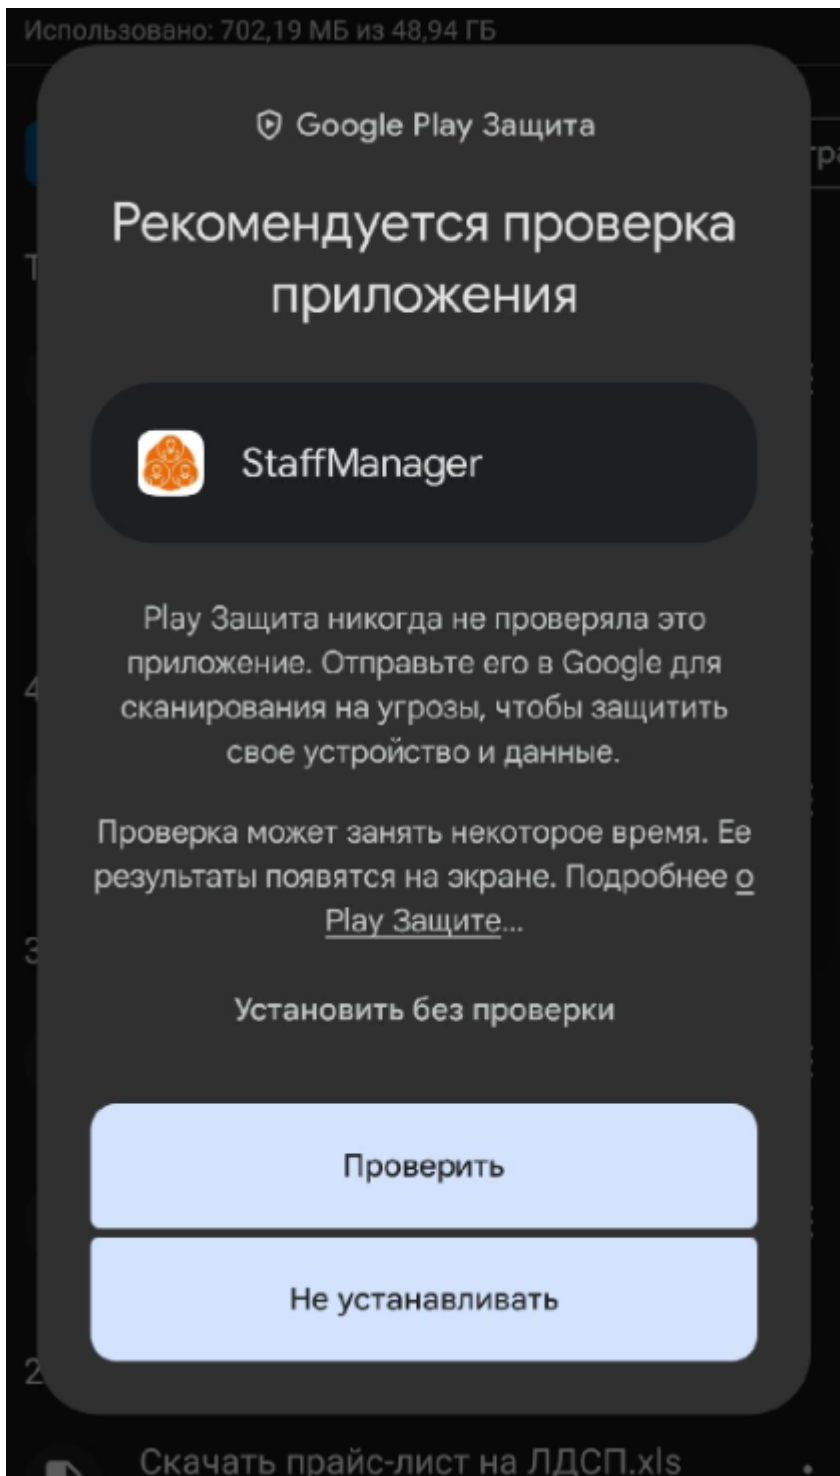 Использовано: 702,19 МБ из 48,94 ГБ
Google Play Защита
Рекомендуется проверка
приложения
StaffManager
Play Защита никогда не проверяла это
приложение. Отправьте его в Google для
сканирования на угрозы, чтобы защитить
свое устройство и данные.
Проверка может занять некоторое время. Ее
результаты появятся на экране. Подробнее о
Play Защите...
Установить без проверки
Проверить
Не устанавливать
Скачать прайс-лист на ЛДСП.xls